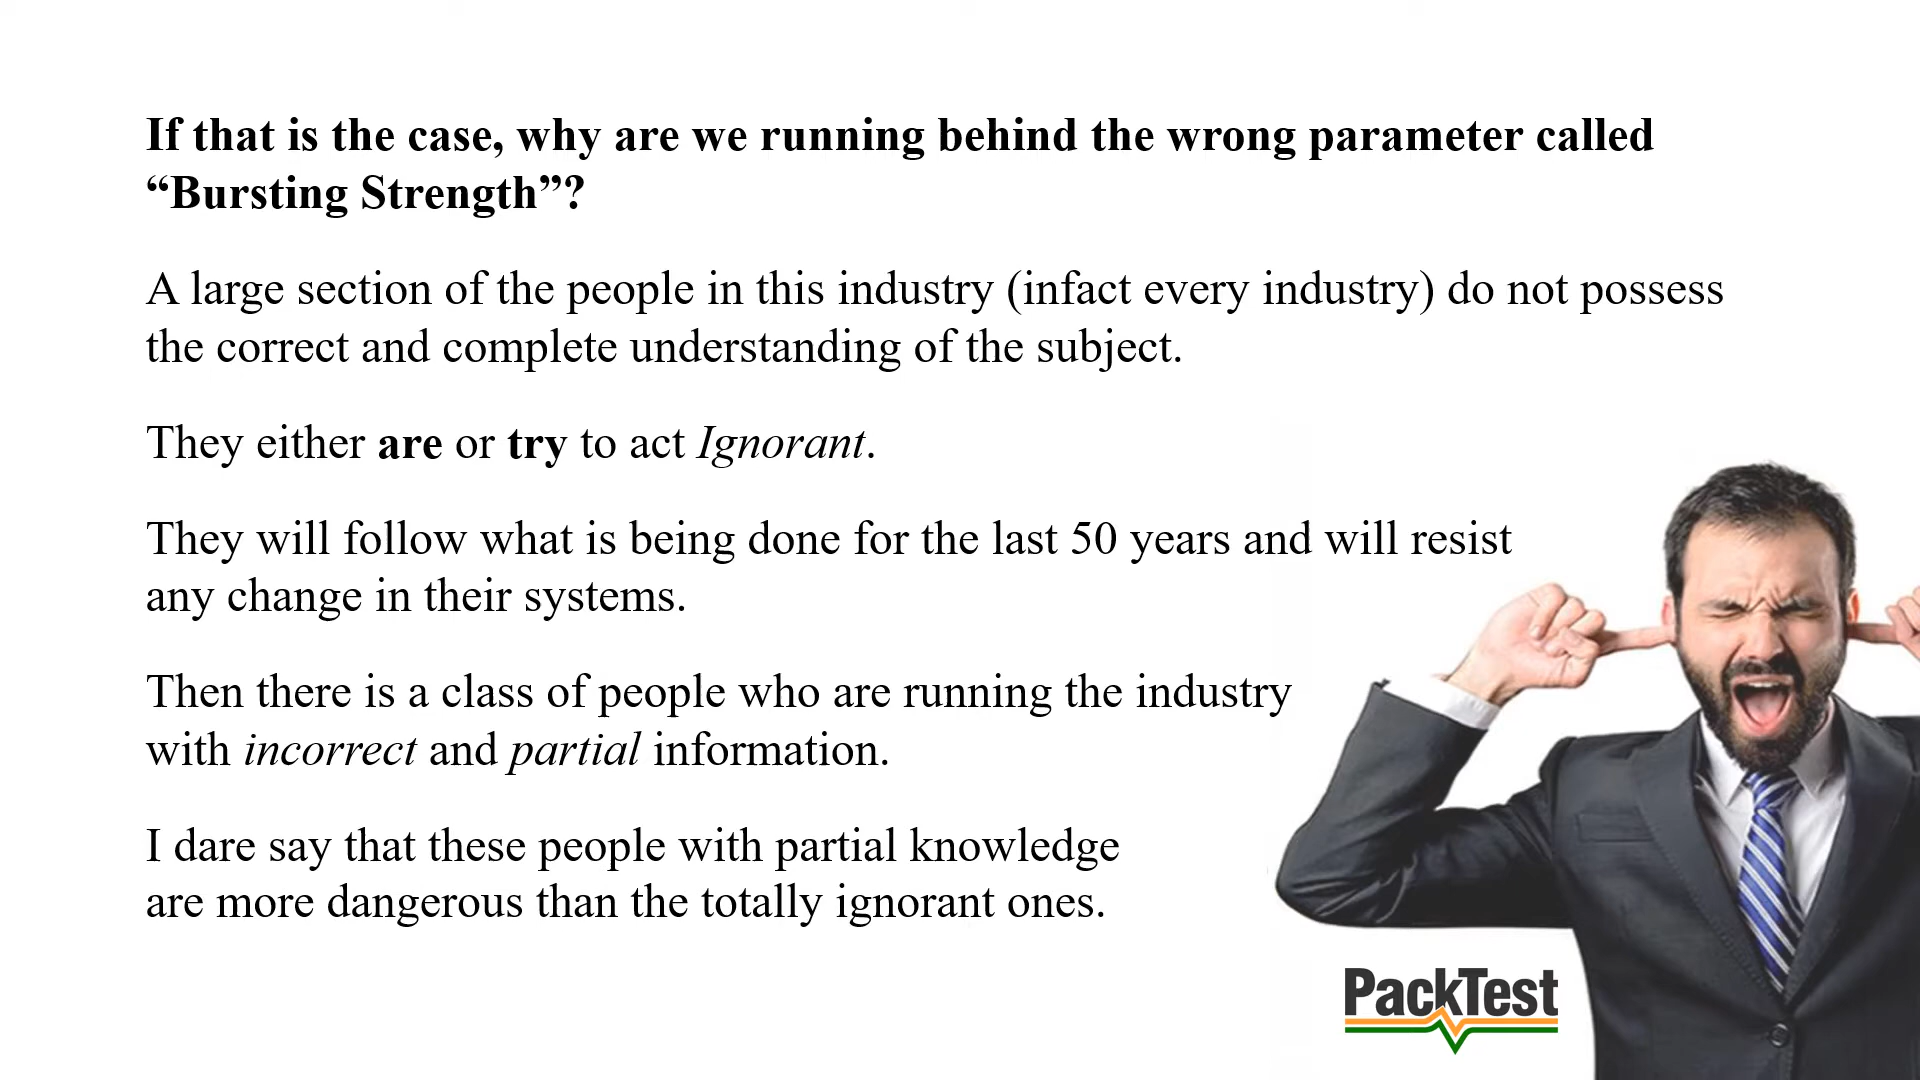 If that is the case, why are we running behind the wrong parameter called
“Bursting Strength”?
A large section of the people in this industry (infact every industry) do not possess
the correct and complete understanding of the subject.
They either are or try to act Ignorant.
They will follow what is being done for the last 50 years and will resist
any change in their systems.
Then there is a class of people who are running the industry
with incorrect and partial information.
I dare say that these people with partial knowledge
are more dangerous than the totally ignorant ones.
PackTest